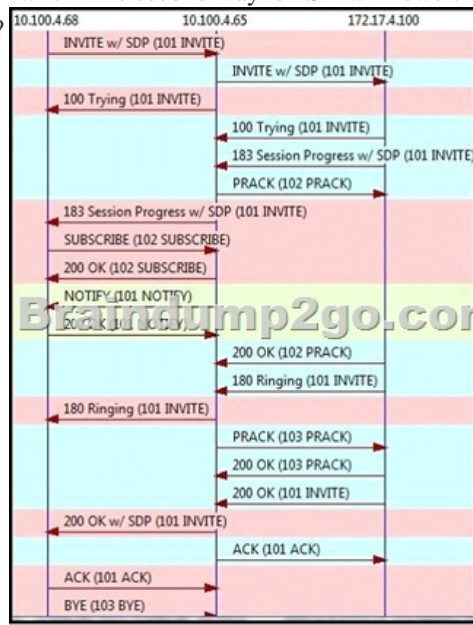 10.100.4.68 10.100.4.65 172.17.4.100
INVITE w/ SDP (101 INVITE)
INVITE w/ SDP (101 INVITE)
100 Trying (101 INVITE)
100 Trying (101 INVITE)
183 Session Progress w/ SDP (101 INVITE
PRACK (102 PRACK)
183 Session Progress w/ SDP (101 INVITE)
SUBSCRIBE (102 SUBSCRIBE)
200 OK (102 SUBSCRIBE)
NOTIFY (101 NOTIFY)
Braindump2go.com
200 OK (101 NOTIFY)
200 OK (102 PRACK)
180 Ringing (101 INVITE)
180 Ringing (101 INVITE)
PRACK (103 PRACK)
200 OK (103 PRACK)
200 OK (101 INVITE)
200 OK w/ SDP (101 INVITE)
ACK (101 ACK)
ACK (101 ACK)
BYE (103 BYE)